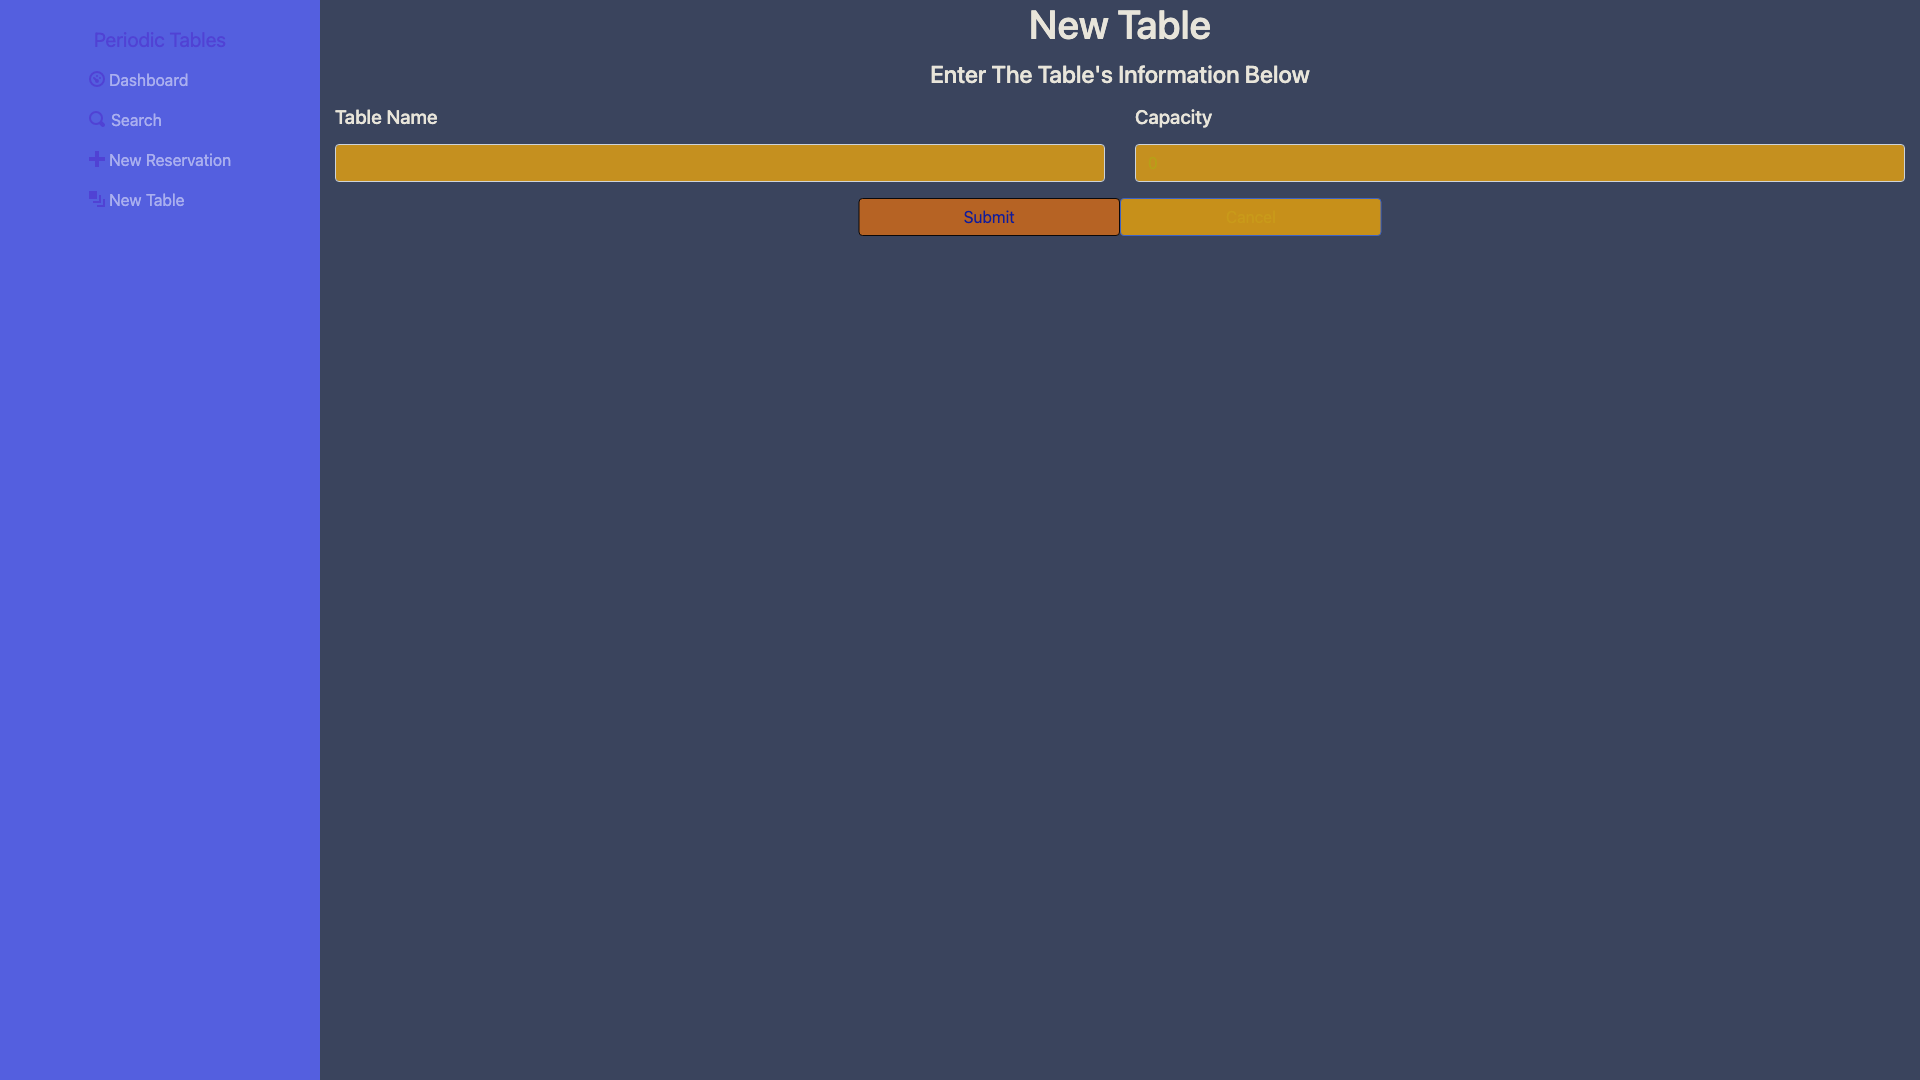 Periodic Tables
Dashboard
Search
New Reservation
New Table
New Table
Enter The Table's Information Below
Table Name
Capacity
0
Submit
Cancel